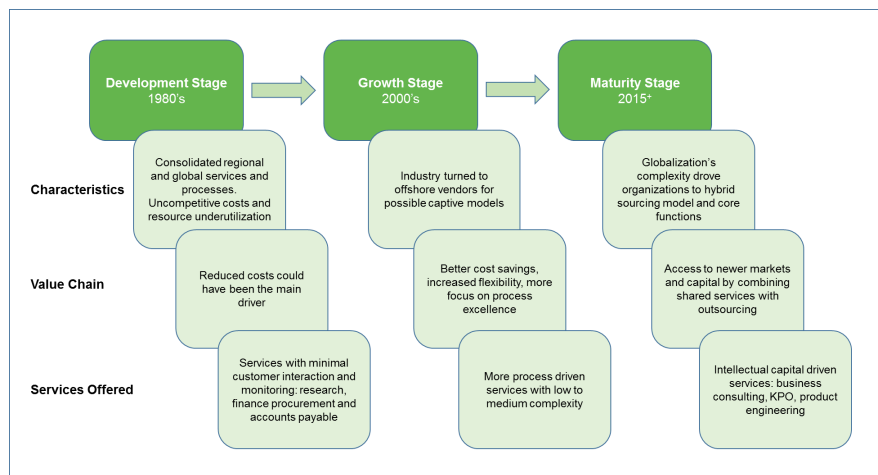 Development Stage
1980's
Growth Stage
2000's
Maturity Stage
2015+
Characteristics
Consolidated regional
and global services and
processes.
Uncompetitive costs and
resource underutilization
Industry turned to
offshore vendors for
possible captive models
Globalization's
complexity drove
organizations to hybrid
sourcing model and core
functions
Value Chain
Reduced costs could
have been the main
driver
Better cost savings,
increased flexibility, more
focus on process
excellence
Access to newer markets
and capital by combining
shared services with
outsourcing
Services Offered
Services with minimal
customer interaction and
monitoring: research,
finance procurement and
accounts payable
More process driven
services with low to
medium complexity
Intellectual capital driven
services: business
consulting, KPO, product
engineering